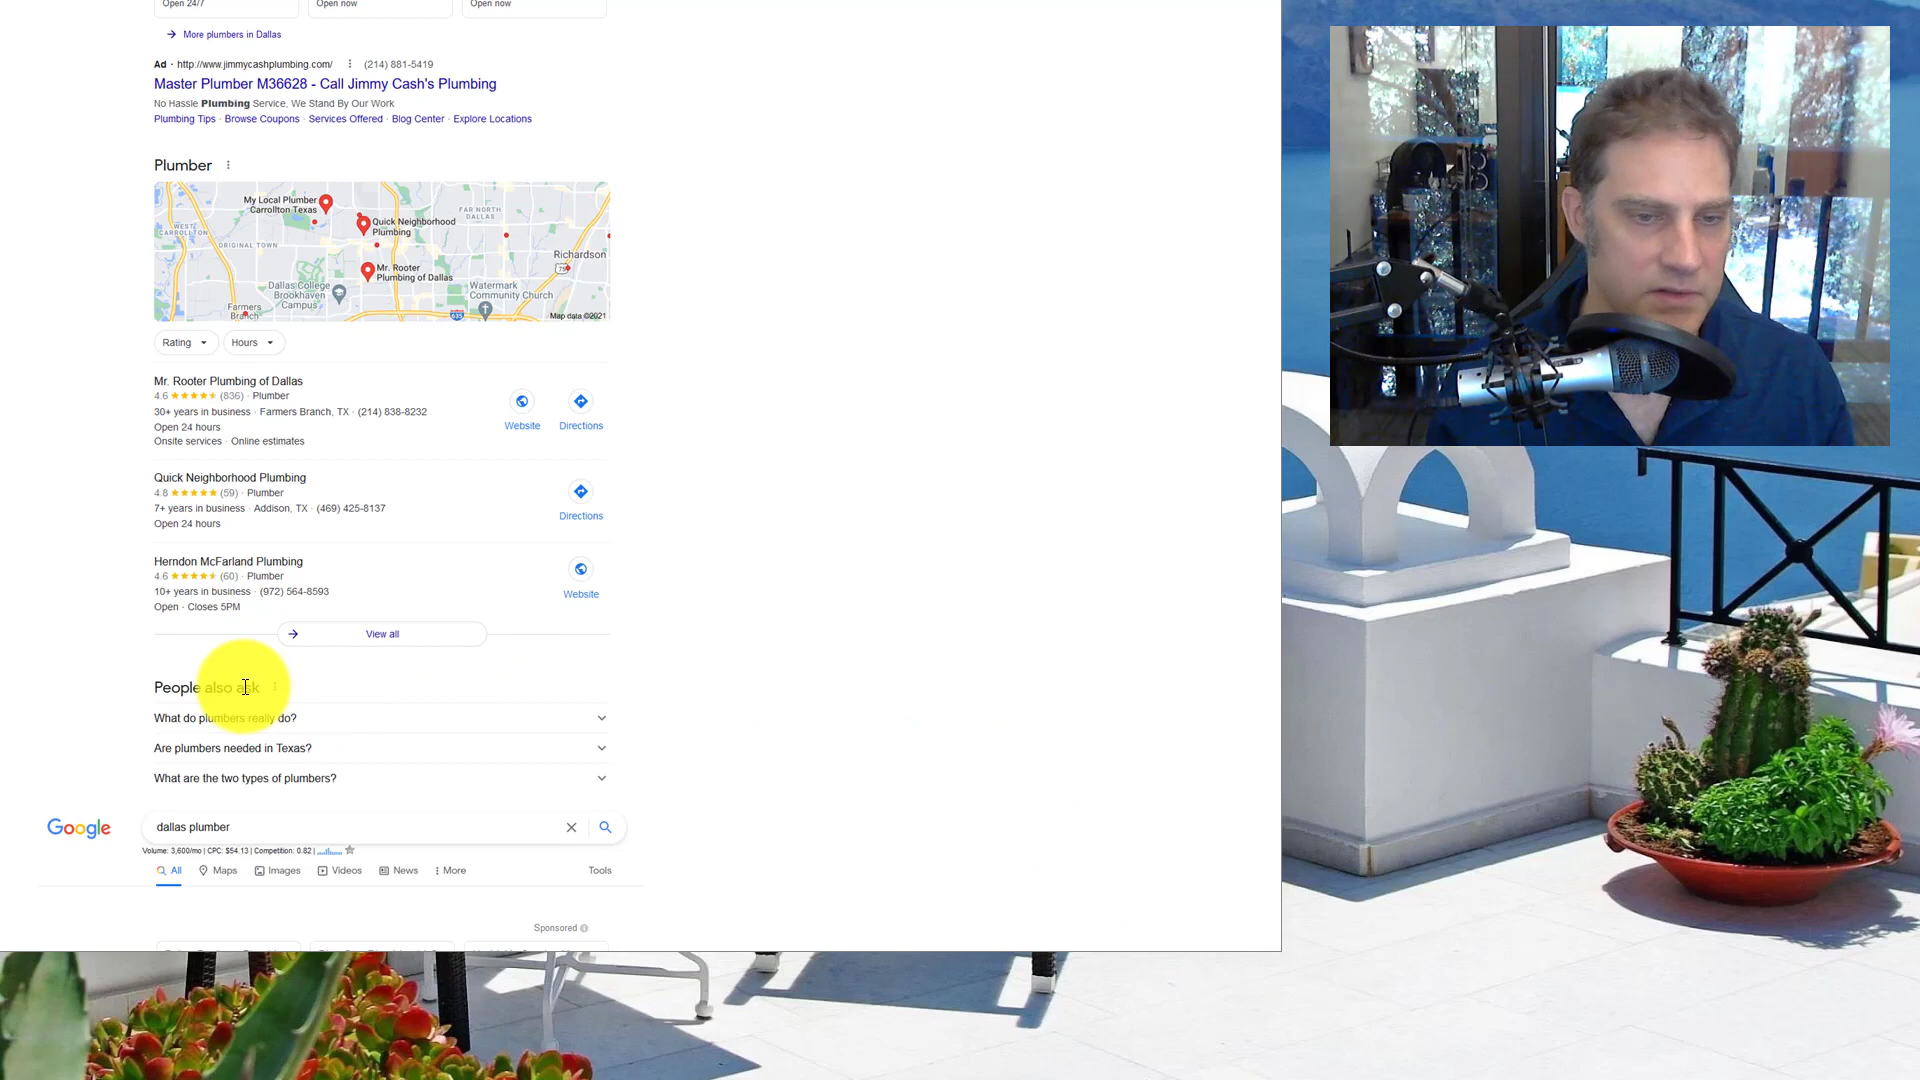 Open 24/7
Open now
Open now
More plumbers in Dallas
Ad · http://www.jimmycashplumbing.com/ (214) 881-5419
Master Plumber M36628 - Call Jimmy Cash's Plumbing
No Hassle Plumbing Service, We Stand By Our Work
Plumbing Tips · Browse Coupons · Services Offered · Blog Center · Explore Locations
Plumber
My Local Plumber
Carrollton Texas
Quick Neighborhood
Plumbing
FAR NORTH
DALLAS
WEST
CARROLLTON
ORIGINAL TOWN
Richardson
Mr. Rooter
Plumbing of Dallas
Dallas College
Brookhaven
Campus
Watermark
Community Church
Farmers
Branch
635
Map data ©2021
Rating
Hours
Mr. Rooter Plumbing of Dallas
4.6 (836) · Plumber
30+ years in business · Farmers Branch, TX · (214) 838-8232
Open 24 hours
Onsite services · Online estimates
Website
Directions
Quick Neighborhood Plumbing
4.8 (59) · Plumber
7+ years in business · Addison, TX · (469) 425-8137
Open 24 hours
Directions
Herndon McFarland Plumbing
4.6 (60) · Plumber
10+ years in business · (972) 564-8593
Open · Closes 5PM
Website
View all
People also ask
What do plumbers really do?
Are plumbers needed in Texas?
What are the two types of plumbers?
Google
dallas plumber
Volume: 3,600/mo | CPC: $54.13 | Competition: 0.82 |
All Maps Images Videos News More Tools
Sponsored